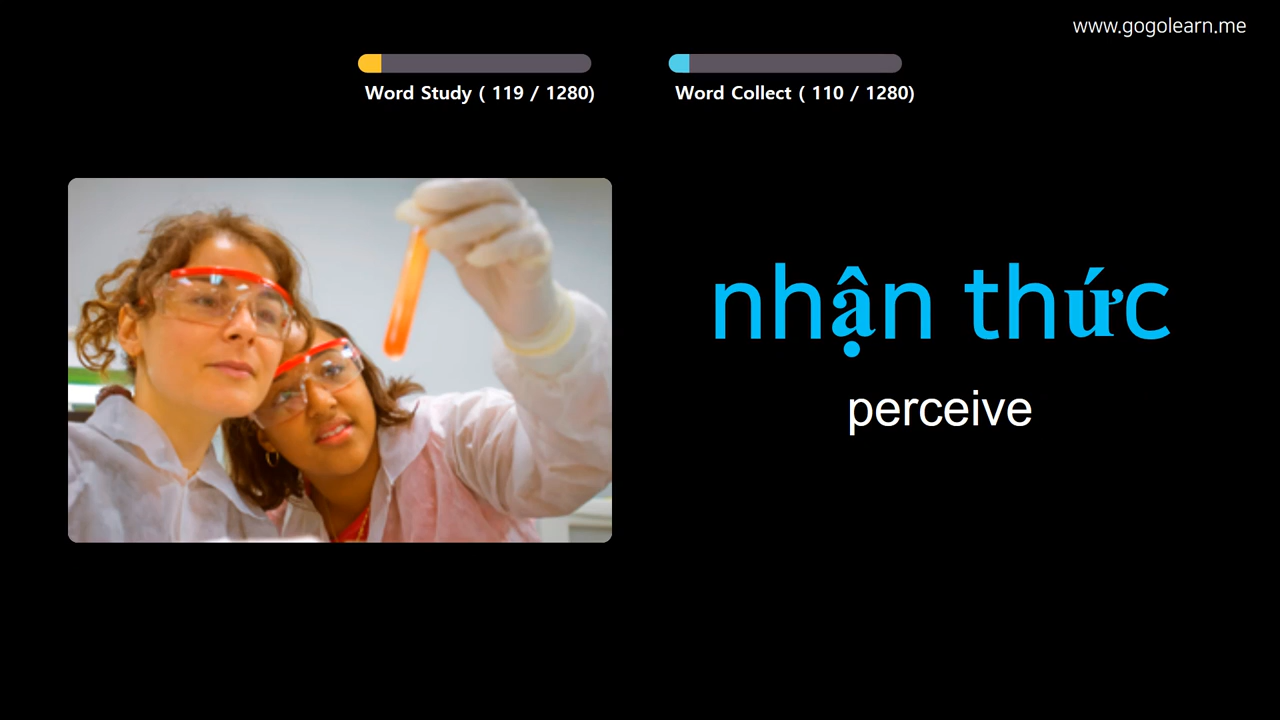 www.gogolearn.me
Word Study ( 119 / 1280)
Word Collect ( 110 / 1280)
nhận thức
perceive